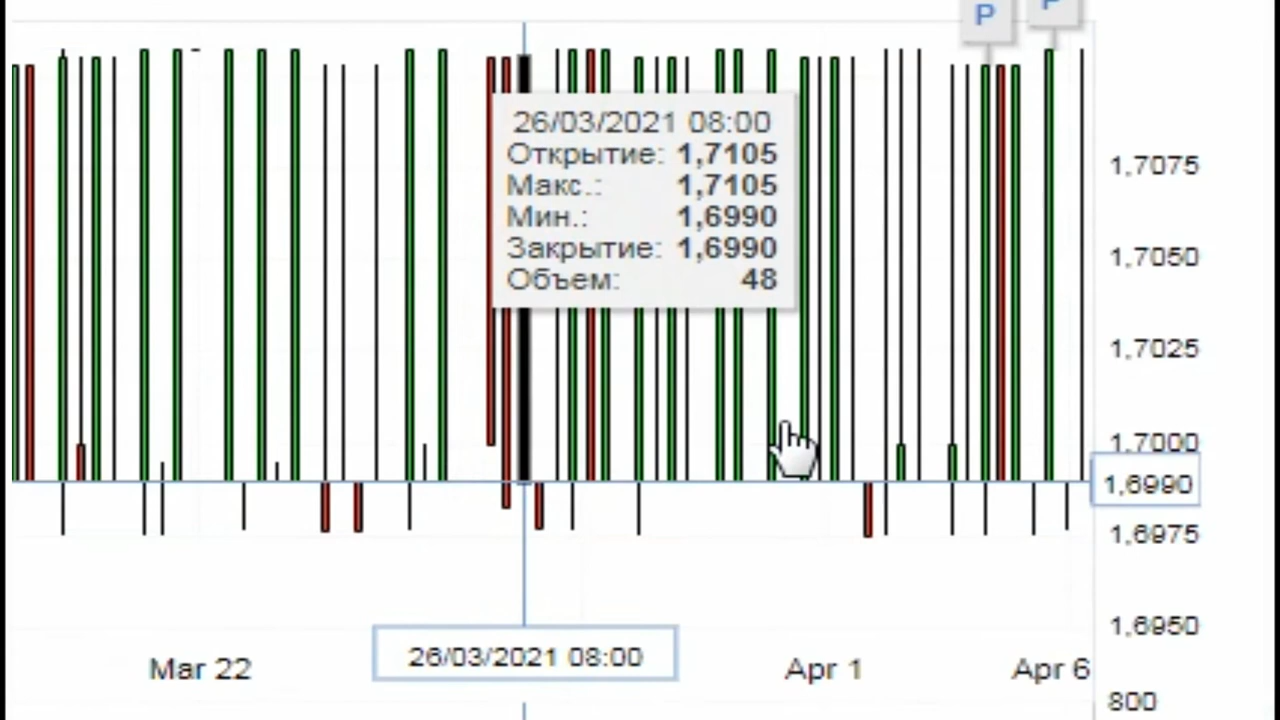 P
P
26/03/2021 08:00
Открытие: 1,7105
Макс.: 1,7105
Мин.: 1,6990
Закрытие: 1,6990
Объем: 48
1,7075
1,7050
1,7025
1,7000
1,6990
1,6975
1,6950
26/03/2021 08:00
Mar 22
Apr 1
Apr 6
800